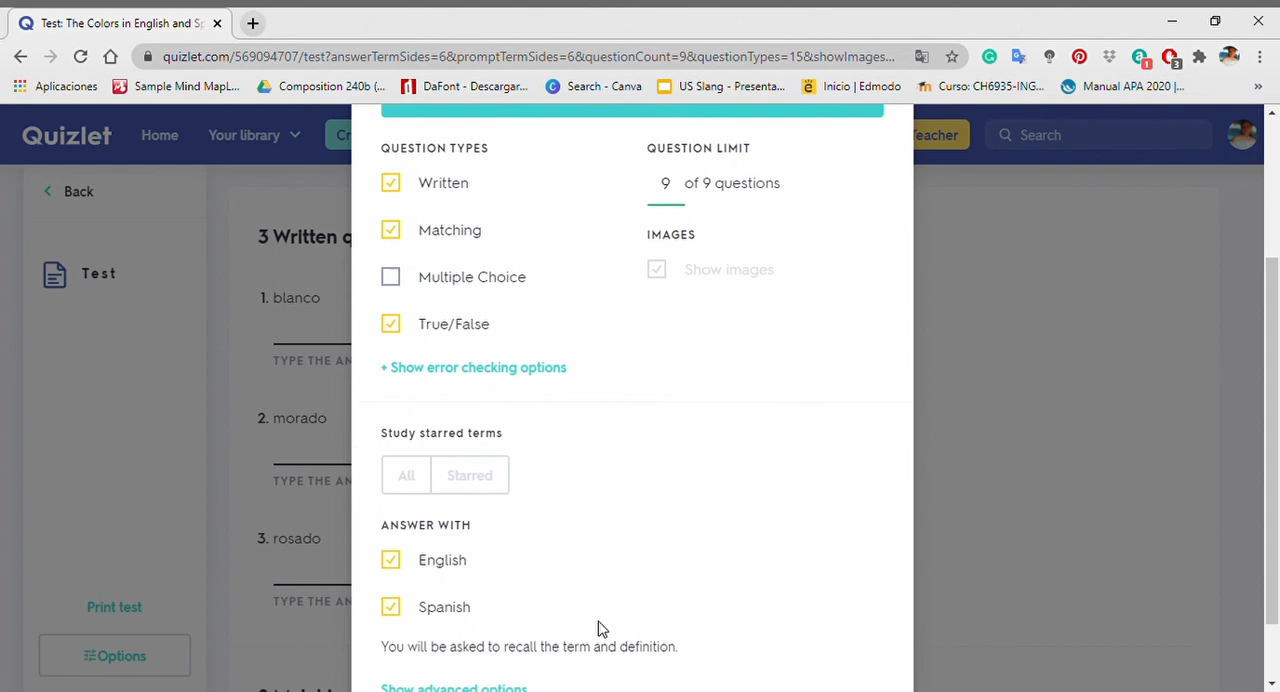 Test: The Colors in English and Sp
quizlet.com/569094707/test?answerTermSides=6&promptTermSides=6&questionCount=9&questionTypes=15&showImages...
1
3
Aplicaciones
Sample Mind MapL...
Composition 240b (...
DaFont - Descargar...
Search - Canva
US Slang - Presenta...
Inicio | Edmodo
Curso: CH6935-ING...
Manual APA 2020 |...
»
Quizlet
Home
Your library
Cr
Teacher
Search
Back
Test
3 Written q
1. blanco
TYPE THE AN
2. morado
TYPE THE AN
3. rosado
TYPE THE AN
Print test
Options
QUESTION TYPES
Written
Matching
Multiple Choice
True/False
+ Show error checking options
QUESTION LIMIT
9 of 9 questions
IMAGES
Show images
Study starred terms
All
Starred
ANSWER WITH
English
Spanish
You will be asked to recall the term and definition.
Show advanced options